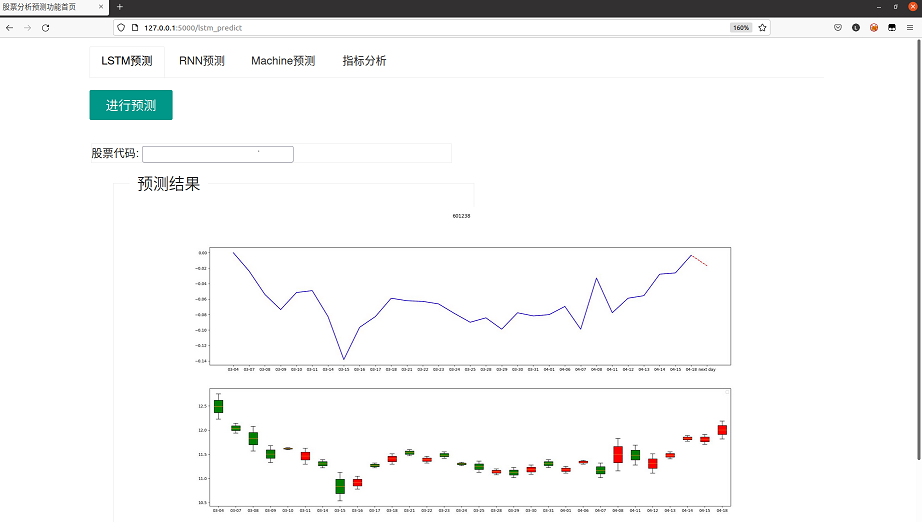 股票分析预测功能首页
127.0.0.1:5000/lstm_predict
160%
LSTM预测 RNN预测 Machine预测 指标分析
进行预测
股票代码:
预测结果
601238
0.00
−0.02
−0.04
−0.06
−0.08
−0.10
−0.12
−0.14
03-04 03-07 03-08 03-09 03-10 03-11 03-14 03-15 03-16 03-17 03-18 03-21 03-22 03-23 03-24 03-25 03-28 03-29 03-30 03-31 04-01 04-06 04-07 04-08 04-11 04-12 04-13 04-14 04-15 04-18 next day
12.5
12.0
11.5
11.0
10.5
03-04 03-07 03-08 03-09 03-10 03-11 03-14 03-15 03-16 03-17 03-18 03-21 03-22 03-23 03-24 03-25 03-28 03-29 03-30 03-31 04-01 04-06 04-07 04-08 04-11 04-12 04-13 04-14 04-15 04-18